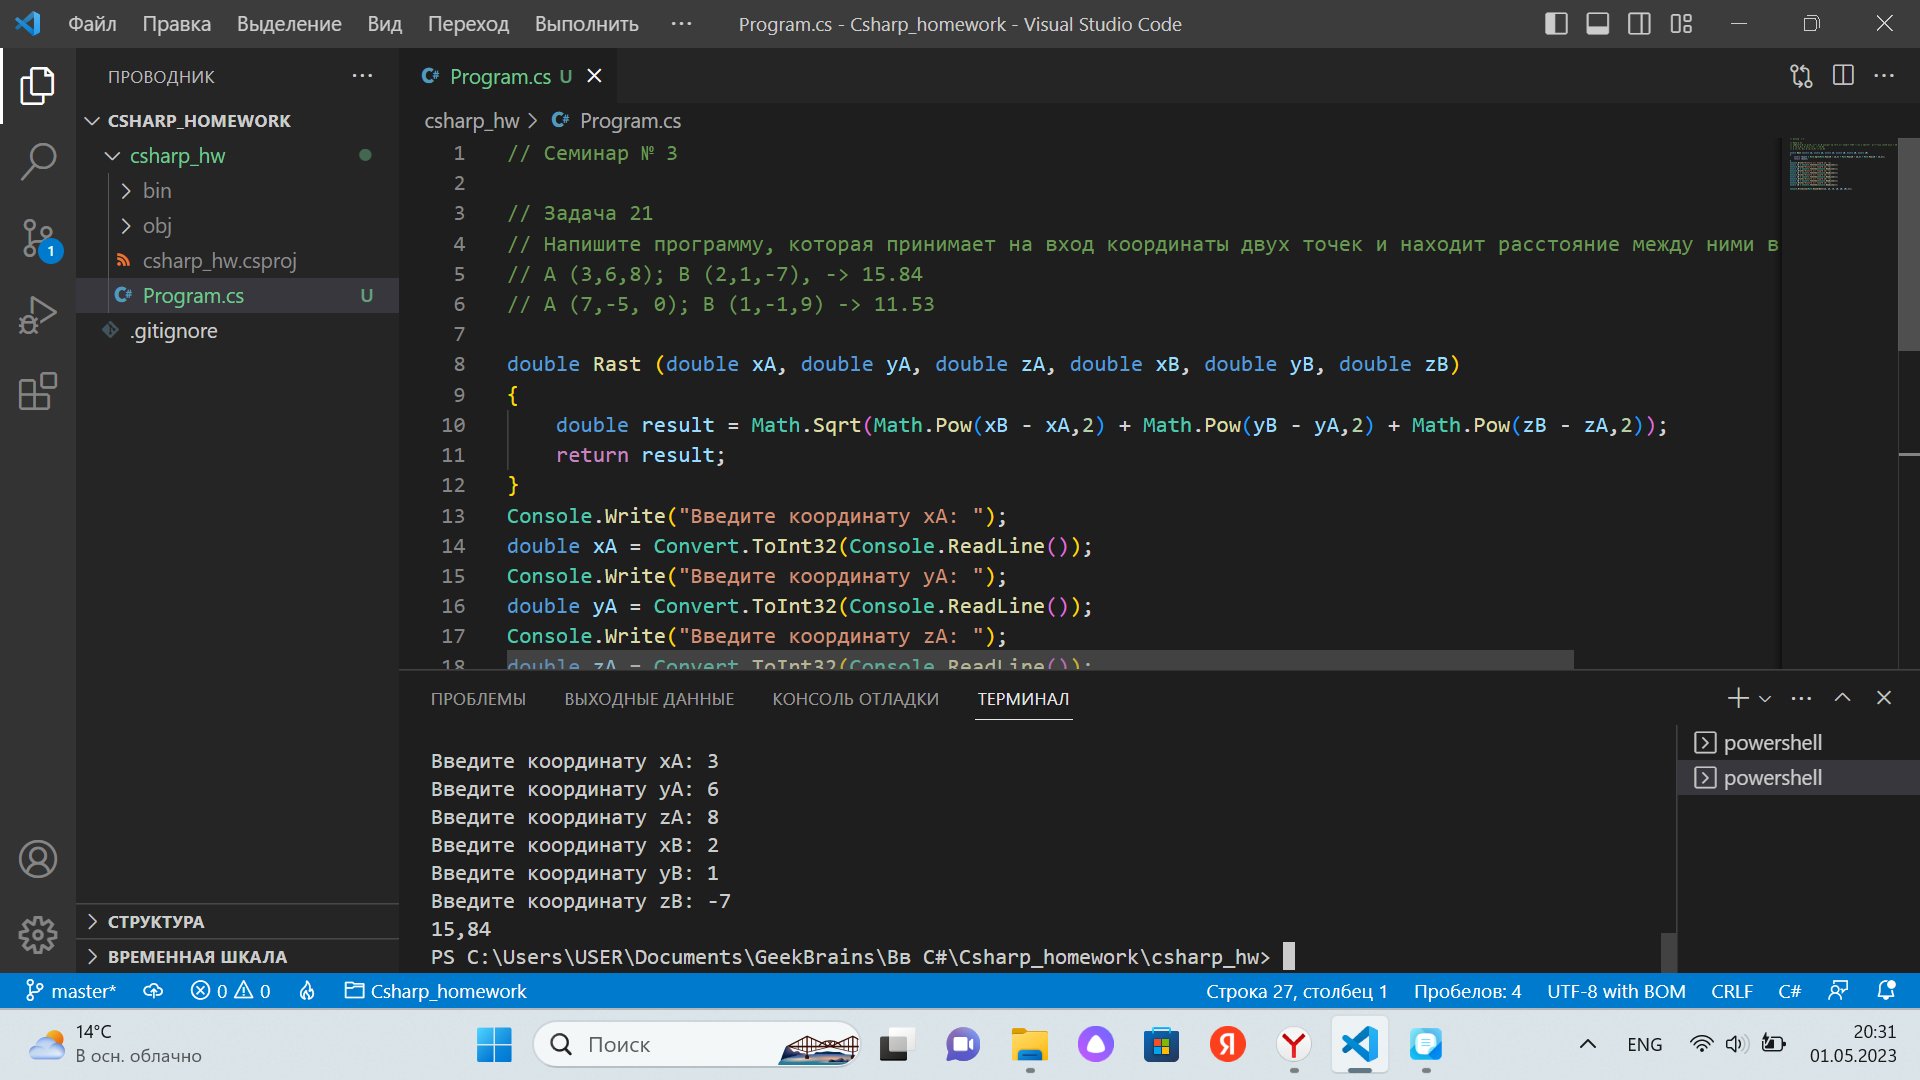 Файл Правка Выделение Вид Переход Выполнить ··· Program.cs - Csharp_homework - Visual Studio Code
ПРОВОДНИК ···
CSHARP_HOMEWORK
csharp_hw
bin
obj
csharp_hw.csproj
Program.cs U
.gitignore
СТРУКТУРА
ВРЕМЕННАЯ ШКАЛА
1
C# Program.cs U
csharp_hw > C# Program.cs
1 // Семинар № 3
2
3 // Задача 21
4 // Напишите программу, которая принимает на вход координаты двух точек и находит расстояние между ними в
5 // A (3,6,8); B (2,1,-7), -> 15.84
6 // A (7,-5, 0); B (1,-1,9) -> 11.53
7
8 double Rast (double xA, double yA, double zA, double xB, double yB, double zB)
9 {
10 double result = Math.Sqrt(Math.Pow(xB - xA,2) + Math.Pow(yB - yA,2) + Math.Pow(zB - zA,2));
11 return result;
12 }
13 Console.Write("Введите координату xA: ");
14 double xA = Convert.ToInt32(Console.ReadLine());
15 Console.Write("Введите координату yA: ");
16 double yA = Convert.ToInt32(Console.ReadLine());
17 Console.Write("Введите координату zA: ");
18 double zA = Convert.ToInt32(Console.ReadLine());
ПРОБЛЕМЫ ВЫХОДНЫЕ ДАННЫЕ КОНСОЛЬ ОТЛАДКИ ТЕРМИНАЛ
Введите координату xA: 3
Введите координату yA: 6
Введите координату zA: 8
Введите координату xB: 2
Введите координату yB: 1
Введите координату zB: -7
15,84
PS C:\Users\USER\Documents\GeekBrains\Вв C#\Csharp_homework\csharp_hw>
powershell
powershell
master* 0 0 Csharp_homework Строка 27, столбец 1 Пробелов: 4 UTF-8 with BOM CRLF C#
14°C
В осн. облачно
Поиск
Я
ENG
20:31
01.05.2023